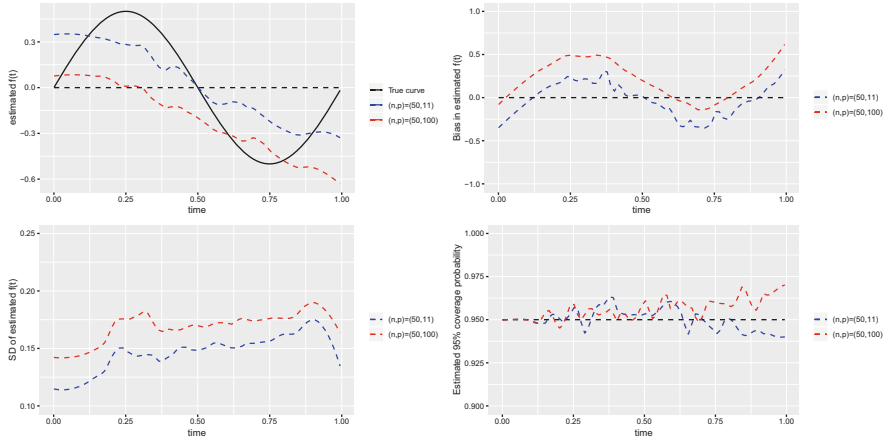 estimated f(t)
0.3
0.0
−0.3
−0.6
0.00
0.25
0.50
0.75
1.00
time
True curve
(n,p)=(50,11)
(n,p)=(50,100)
Bias in estimated f(t)
1.0
0.5
0.0
−0.5
−1.0
0.00
0.25
0.50
0.75
1.00
time
(n,p)=(50,11)
(n,p)=(50,100)
SD of estimated f(t)
0.25
0.20
0.15
0.10
0.00
0.25
0.50
0.75
1.00
time
(n,p)=(50,11)
(n,p)=(50,100)
Estimated 95% coverage probability
1.000
0.975
0.950
0.925
0.900
0.00
0.25
0.50
0.75
1.00
time
(n,p)=(50,11)
(n,p)=(50,100)